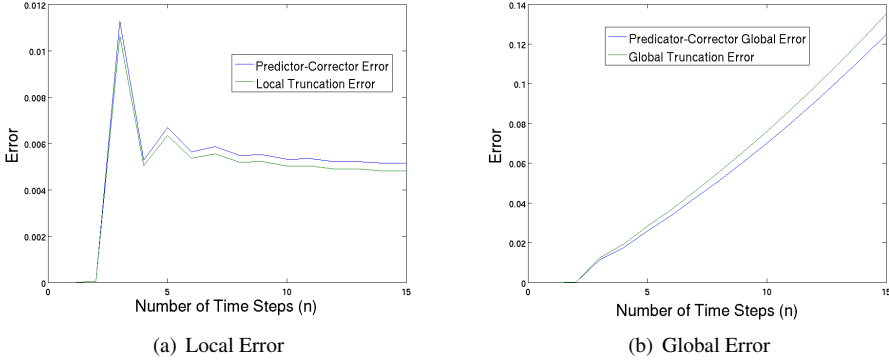 0.012
0.01
0.008
0.006
0.004
0.002
0
Error
Predictor-Corrector Error
Local Truncation Error
0 5 10 15
Number of Time Steps (n)
(a) Local Error
0.14
0.12
0.1
0.08
0.06
0.04
0.02
0
Error
Predicator-Corrector Global Error
Global Truncation Error
0 5 10 15
Number of Time Steps (n)
(b) Global Error